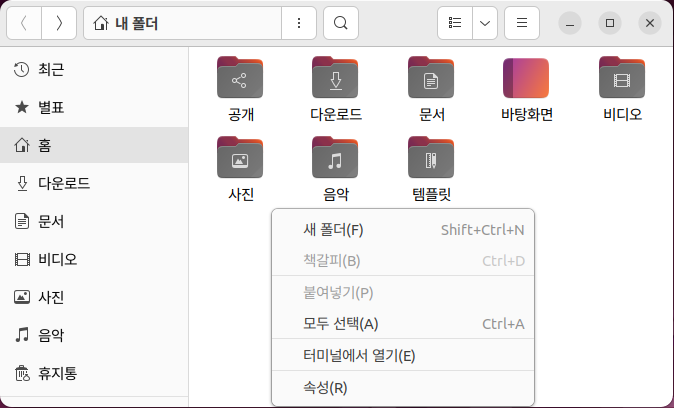 내 폴더
최근
별표
홈
다운로드
문서
비디오
사진
음악
휴지통
공개
다운로드
문서
바탕화면
비디오
사진
음악
템플릿
새 폴더(F) Shift+Ctrl+N
책갈피(B) Ctrl+D
붙여넣기(P)
모두 선택(A) Ctrl+A
터미널에서 열기(E)
속성(R)